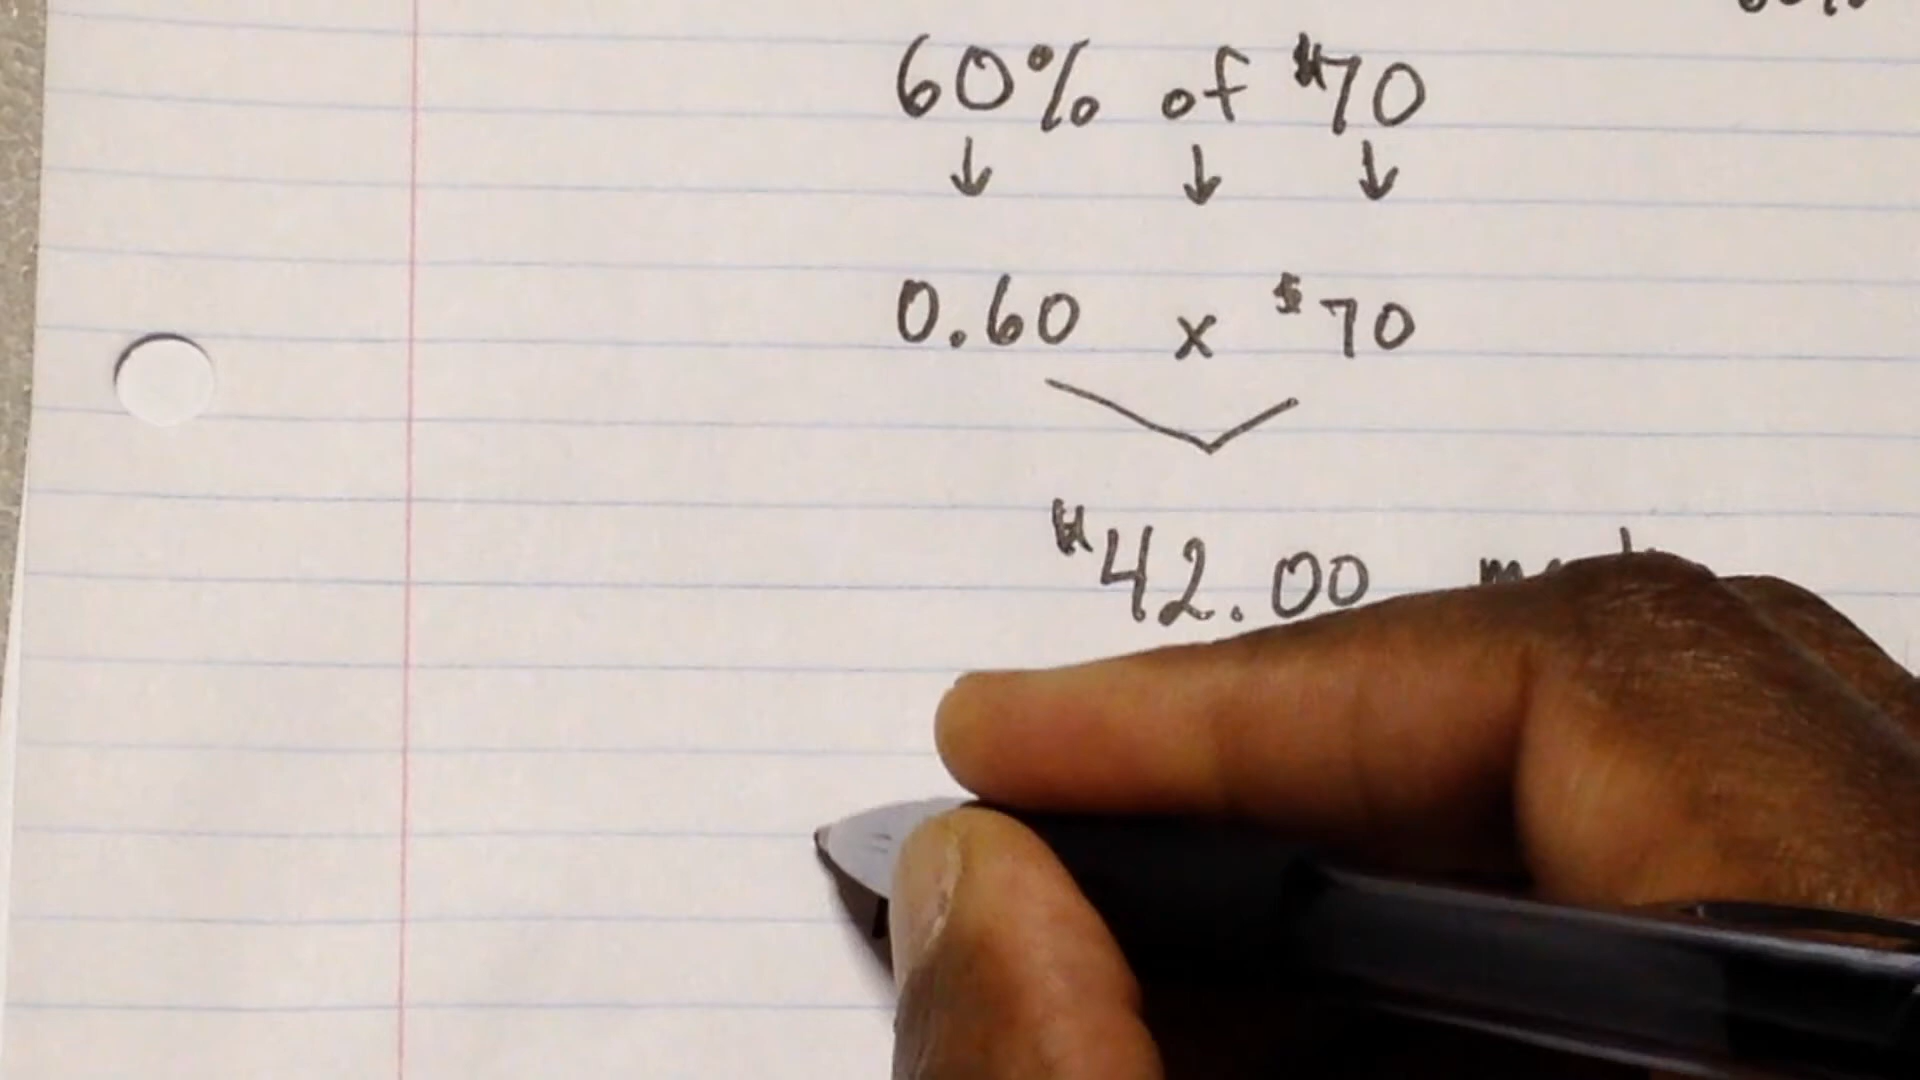 60% of $70
↓ ↓ ↓
0.60 x $70
$42.00